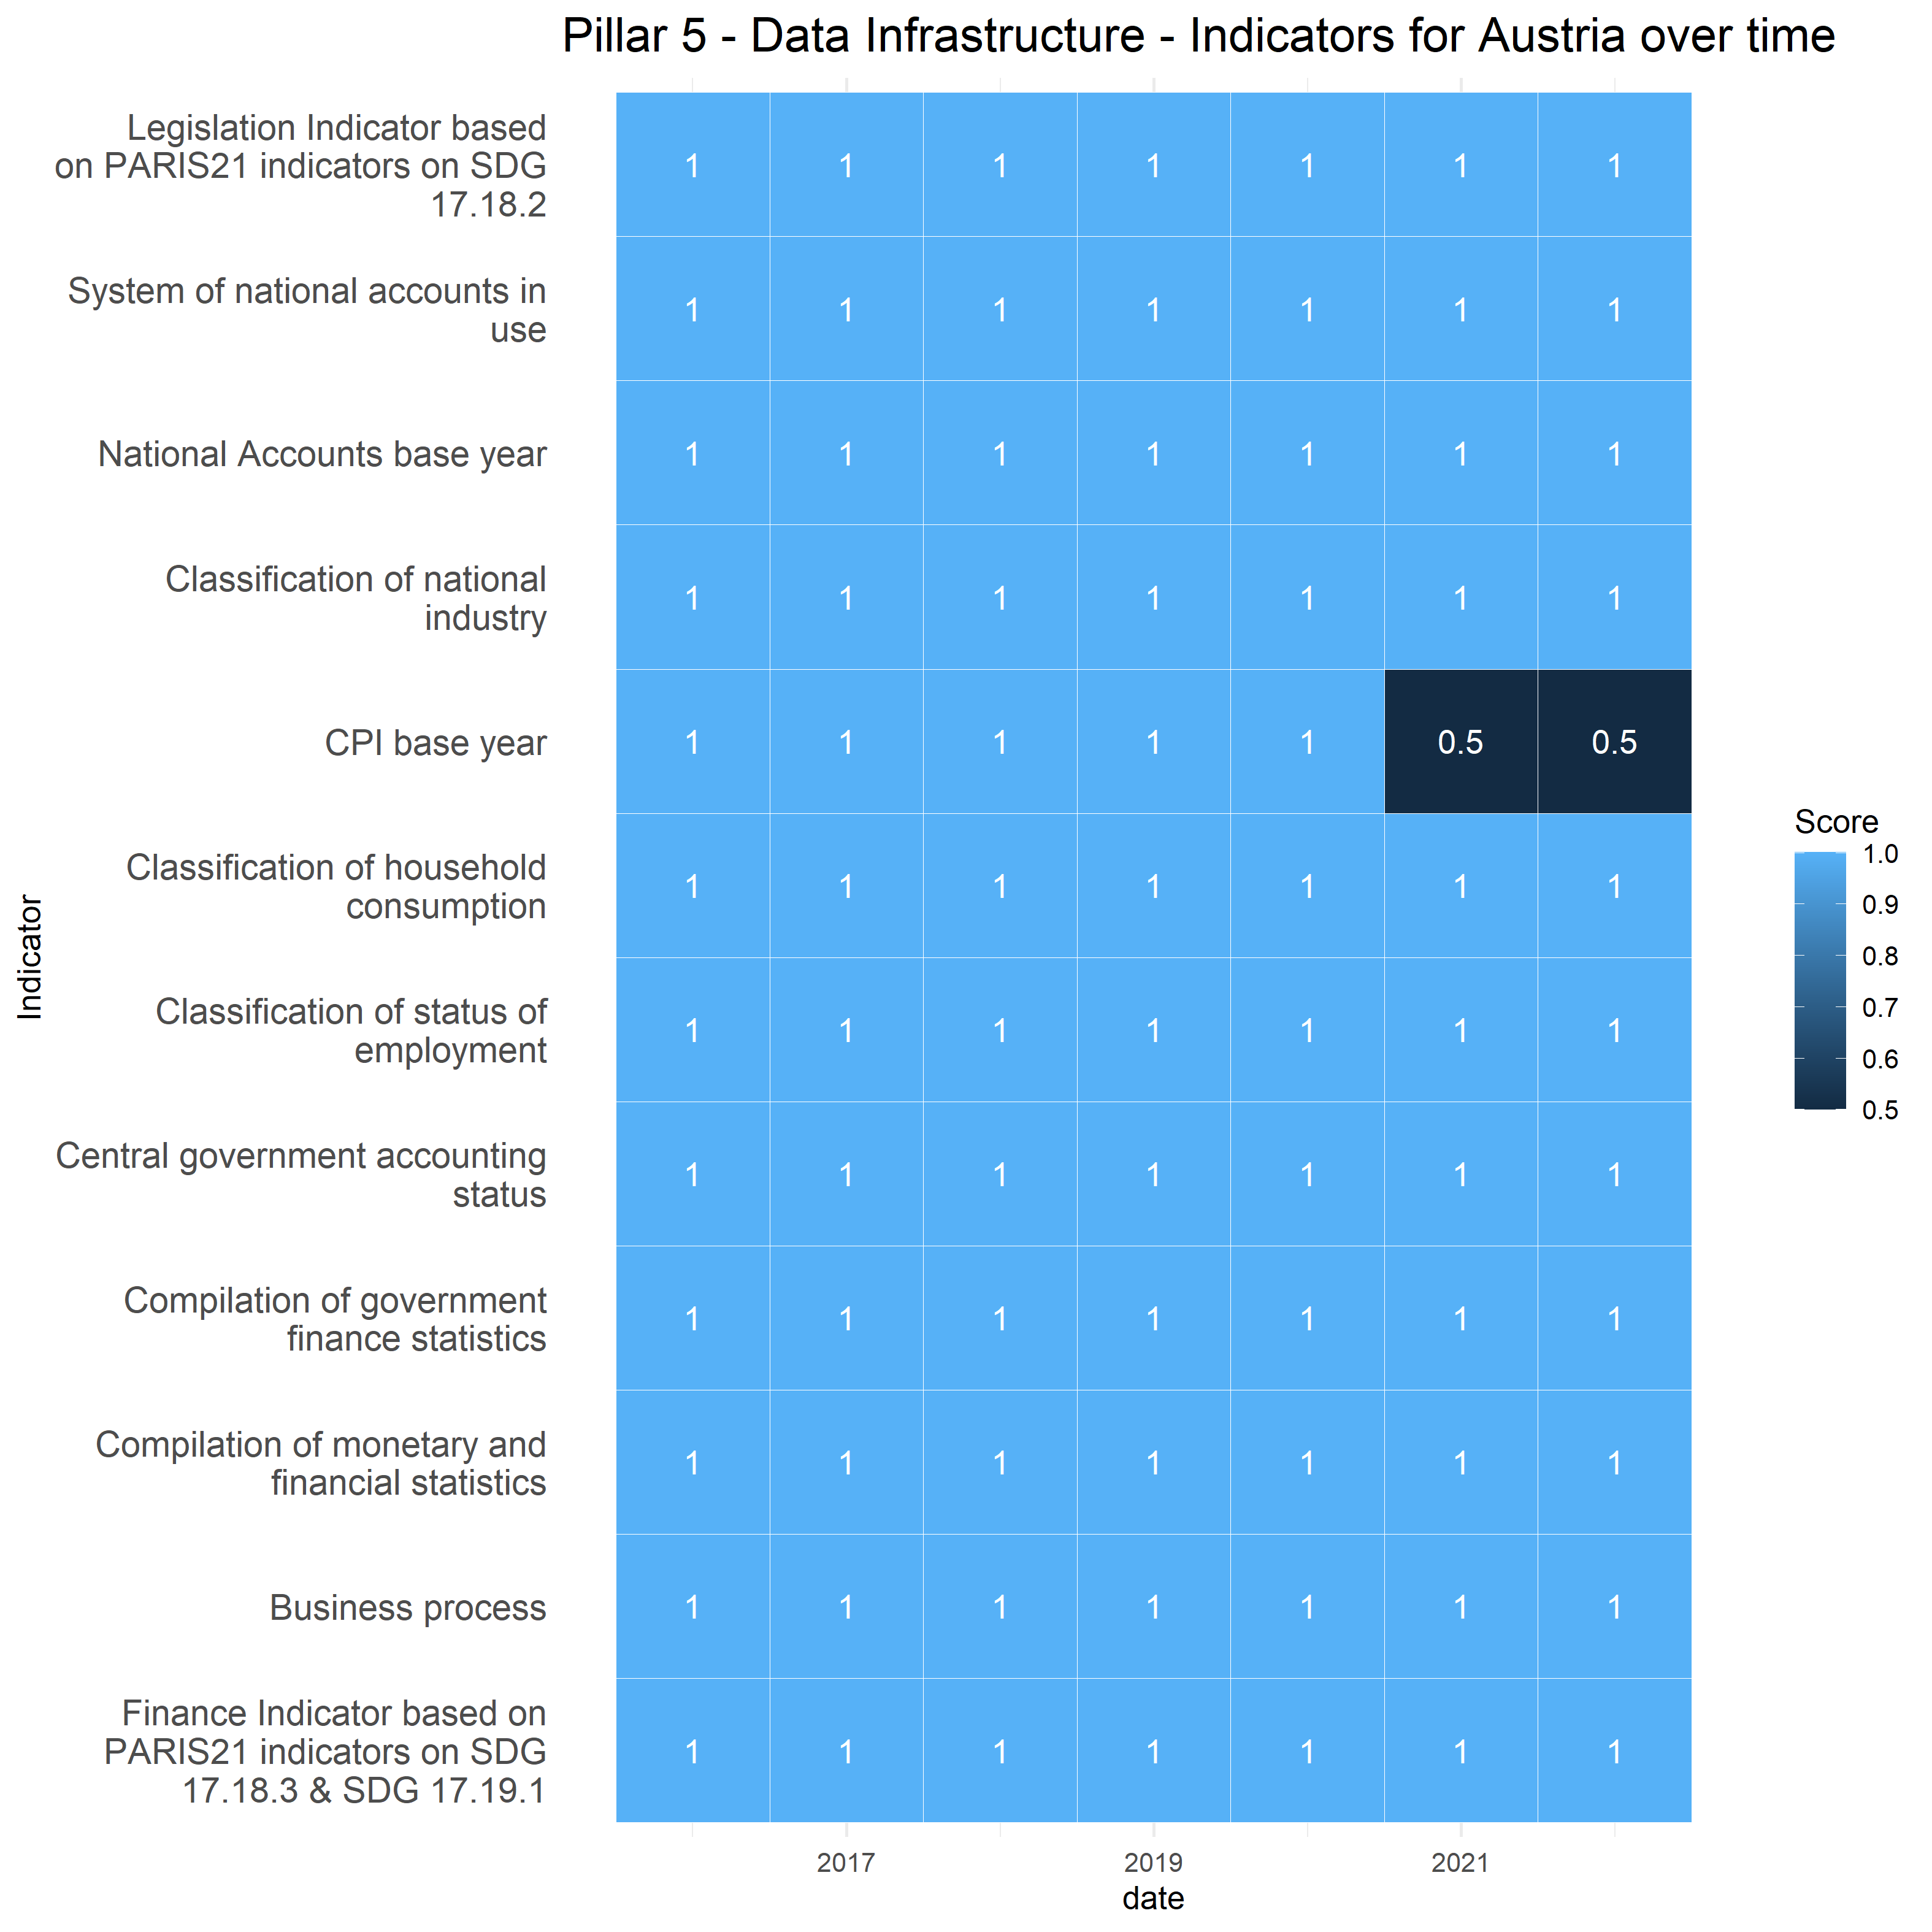 Pillar 5 - Data Infrastructure - Indicators for Austria over time
Legislation Indicator based
on PARIS21 indicators on SDG
17.18.2
1 1 1 1 1 1 1
System of national accounts in
use
1 1 1 1 1 1 1
National Accounts base year
1 1 1 1 1 1 1
Classification of national
industry
1 1 1 1 1 1 1
CPI base year
1 1 1 1 1 0.5 0.5
Classification of household
consumption
1 1 1 1 1 1 1
Classification of status of
employment
1 1 1 1 1 1 1
Central government accounting
status
1 1 1 1 1 1 1
Compilation of government
finance statistics
1 1 1 1 1 1 1
Compilation of monetary and
financial statistics
1 1 1 1 1 1 1
Business process
1 1 1 1 1 1 1
Finance Indicator based on
PARIS21 indicators on SDG
17.18.3 & SDG 17.19.1
1 1 1 1 1 1 1
Indicator
2017 2019 2021
date
Score
1.0
0.9
0.8
0.7
0.6
0.5